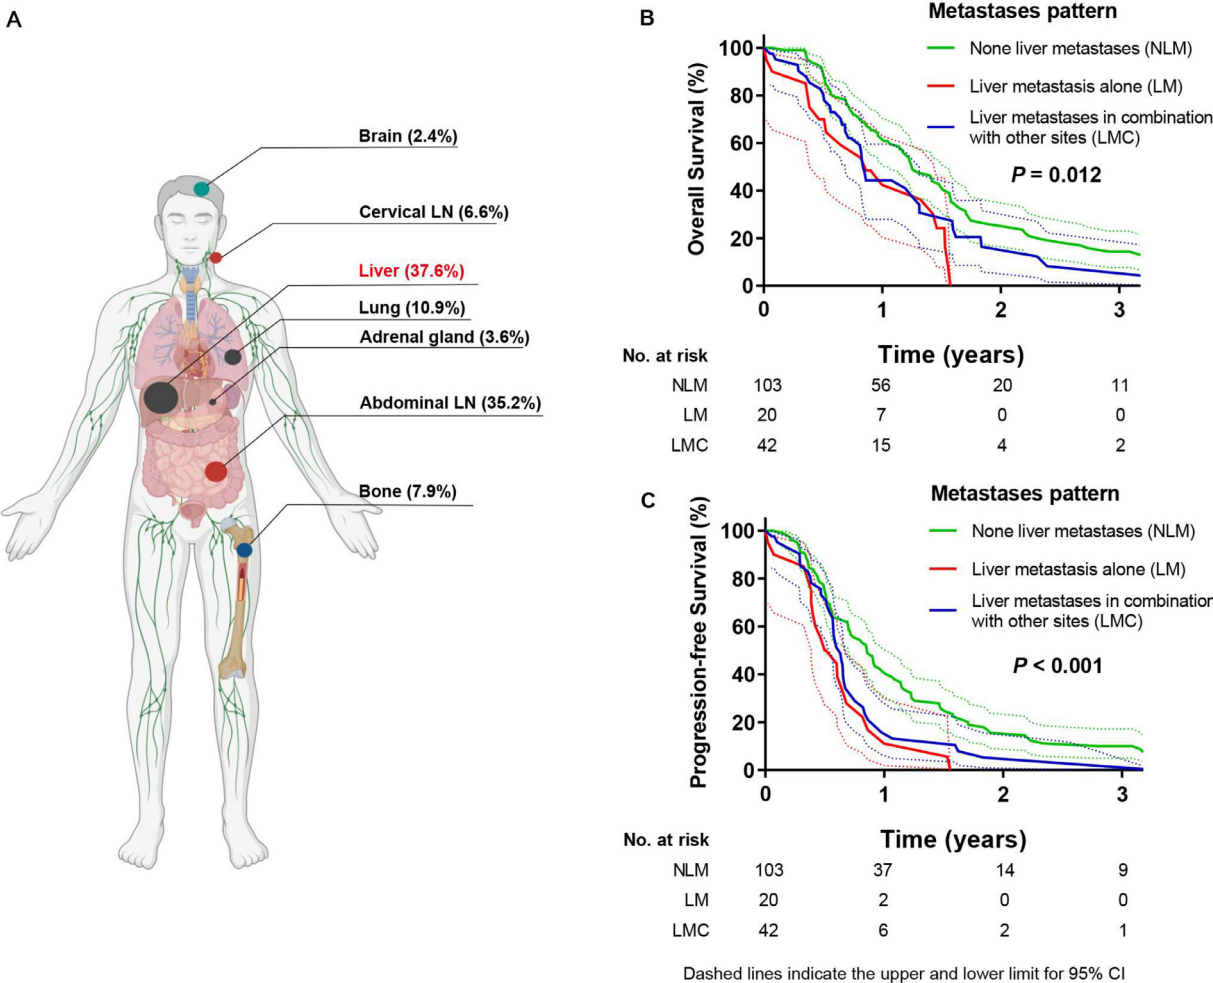 A
Brain (2.4%)
Cervical LN (6.6%)
Liver (37.6%)
Lung (10.9%)
Adrenal gland (3.6%)
Abdominal LN (35.2%)
Bone (7.9%)
B
Metastases pattern
None liver metastases (NLM)
Liver metastasis alone (LM)
Liver metastases in combination
with other sites (LMC)
P = 0.012
Overall Survival (%)
100
80
60
40
20
0
0 1 2 3
No. at risk Time (years)
NLM 103 56 20 11
LM 20 7 0 0
LMC 42 15 4 2
C
Metastases pattern
None liver metastases (NLM)
Liver metastasis alone (LM)
Liver metastases in combination
with other sites (LMC)
P < 0.001
Progression-free Survival (%)
100
80
60
40
20
0
0 1 2 3
No. at risk Time (years)
NLM 103 37 14 9
LM 20 2 0 0
LMC 42 6 2 1
Dashed lines indicate the upper and lower limit for 95% CI